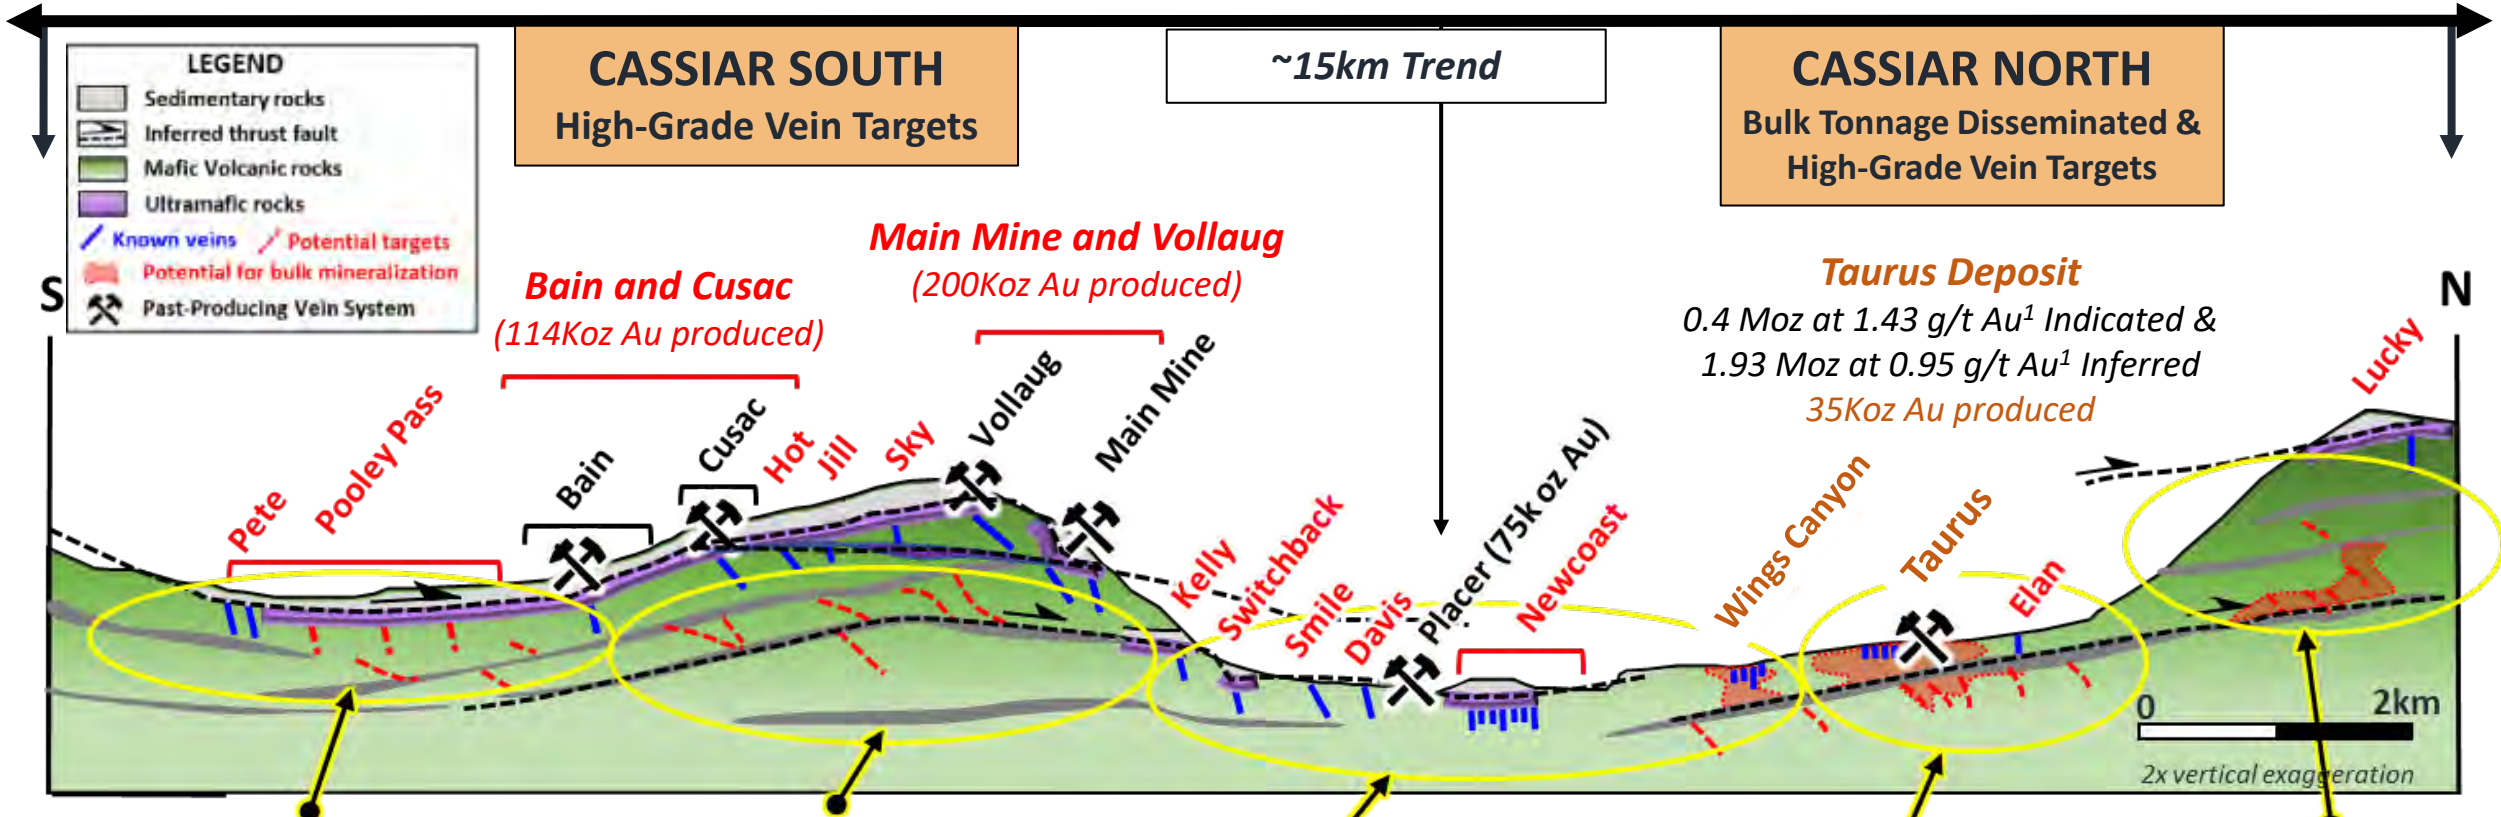 CASSIAR SOUTH
High-Grade Vein Targets
~15km Trend
CASSIAR NORTH
Bulk Tonnage Disseminated &
High-Grade Vein Targets
LEGEND
Sedimentary rocks
Inferred thrust fault
Mafic Volcanic rocks
Ultramafic rocks
Known veins
Potential targets
Potential for bulk mineralization
Past-Producing Vein System
S
N
Bain and Cusac
(114Koz Au produced)
Main Mine and Vollaug
(200Koz Au produced)
Taurus Deposit
0.4 Moz at 1.43 g/t Au¹ Indicated &
1.93 Moz at 0.95 g/t Au¹ Inferred
35Koz Au produced
Pete
Pooley Pass
Bain
Cusac
Hot
Jill
Sky
Vollaug
Main Mine
Kelly
Switchback
Smile
Davis
Placer (75k oz Au)
Newcoast
Wings Canyon
Taurus
Elan
Lucky
0
2km
2x vertical exaggeration